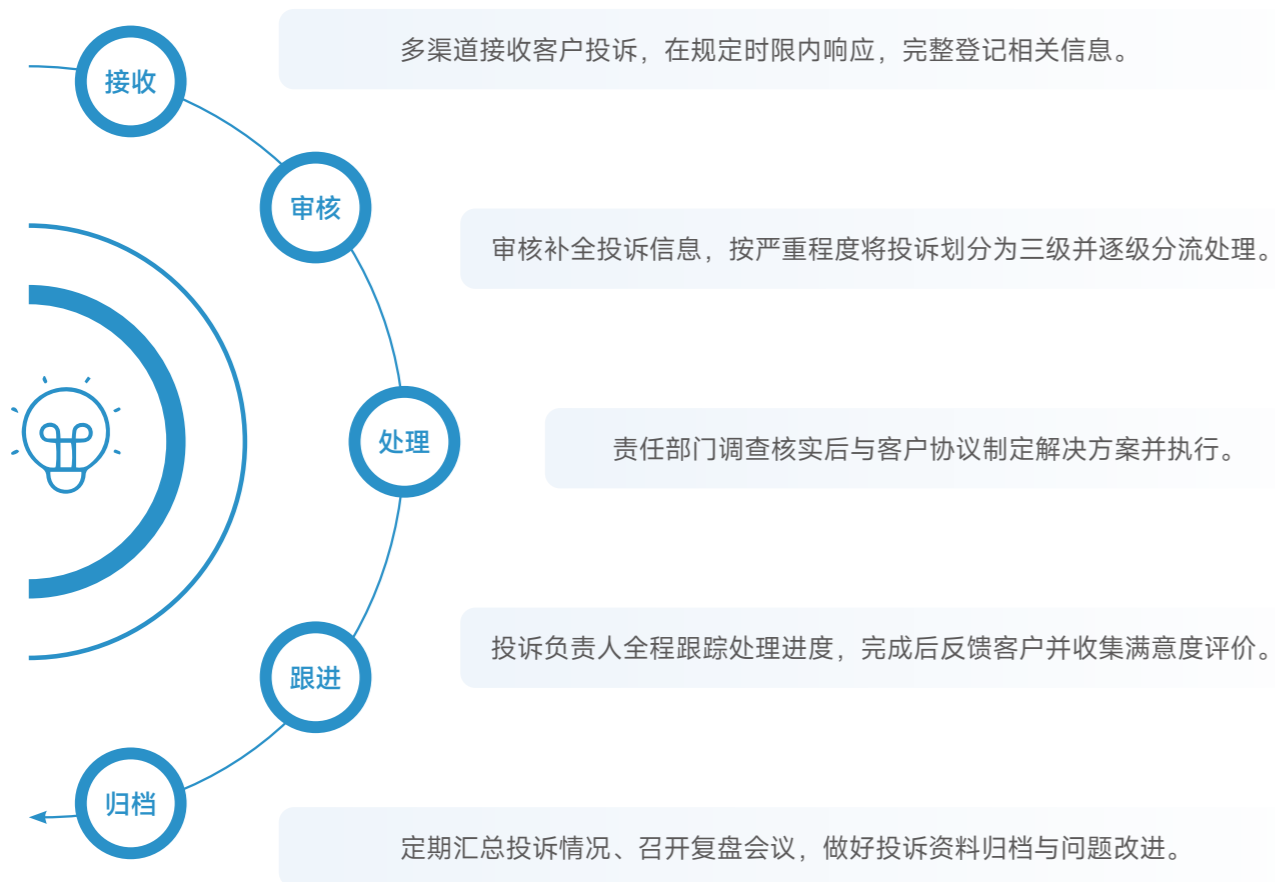 接收
多渠道接收客户投诉，在规定时限内响应，完整登记相关信息。
审核
审核补全投诉信息，按严重程度将投诉划分为三级并逐级分流处理。
处理
责任部门调查核实后与客户协议制定解决方案并执行。
跟进
投诉负责人全程跟踪处理进度，完成后反馈客户并收集满意度评价。
归档
定期汇总投诉情况、召开复盘会议，做好投诉资料归档与问题改进。